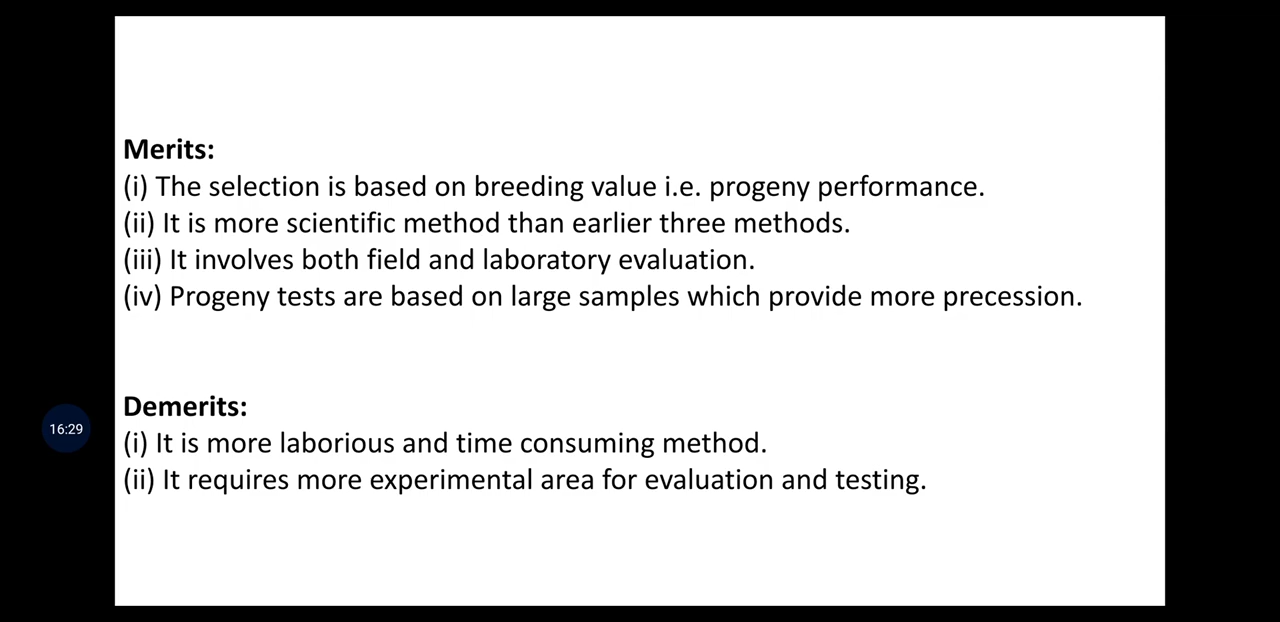 Merits:
(i) The selection is based on breeding value i.e. progeny performance.
(ii) It is more scientific method than earlier three methods.
(iii) It involves both field and laboratory evaluation.
(iv) Progeny tests are based on large samples which provide more precession.
Demerits:
16:29
(i) It is more laborious and time consuming method.
(ii) It requires more experimental area for evaluation and testing.